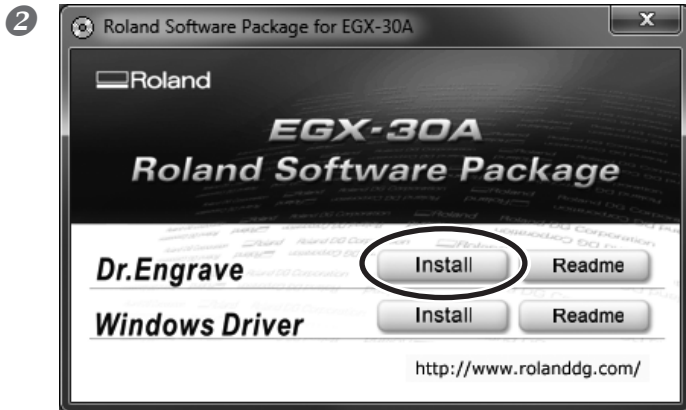 2
Roland Software Package for EGX-30A
x
Roland
EGX-30A
Roland Software Package
Dr.Engrave Install Readme
Windows Driver Install Readme
http://www.rolanddg.com/